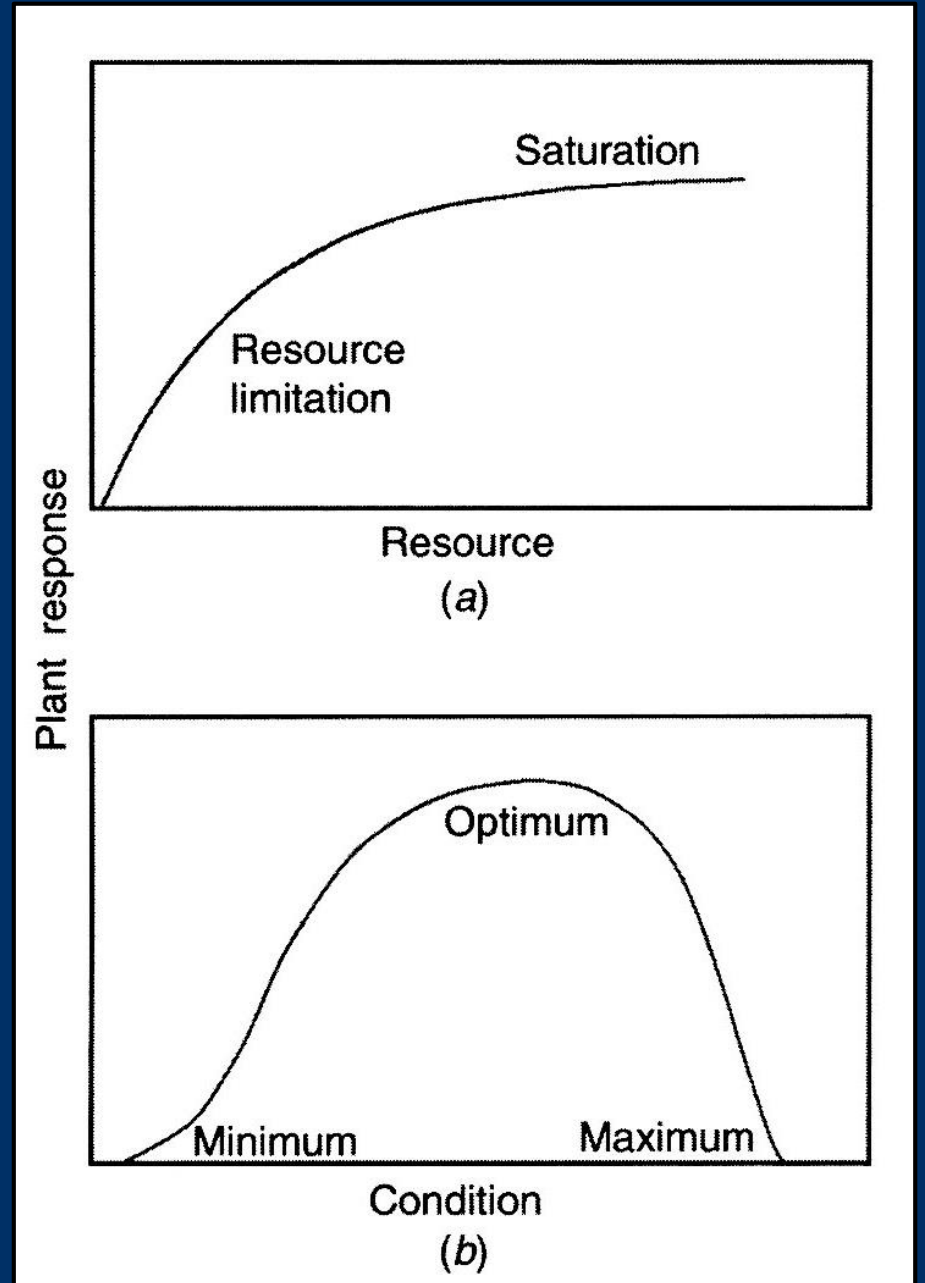 Saturation
Resource
limitation
Resource
(a)
Plant response
Optimum
Minimum
Maximum
Condition
(b)